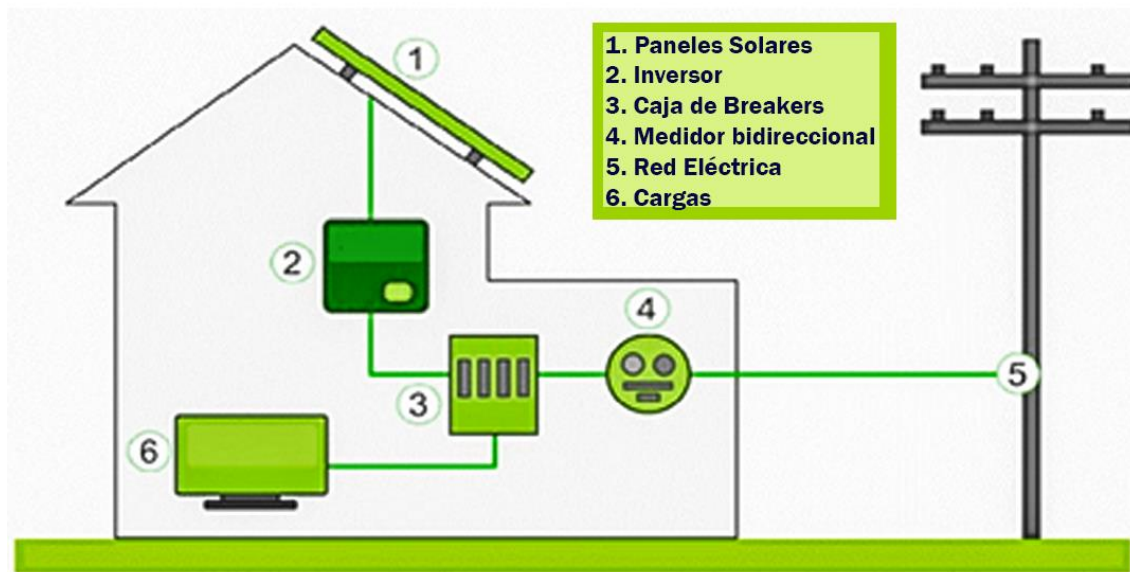 1. Paneles Solares
2. Inversor
3. Caja de Breakers
4. Medidor bidireccional
5. Red Eléctrica
6. Cargas
1
2
3
4
5
6